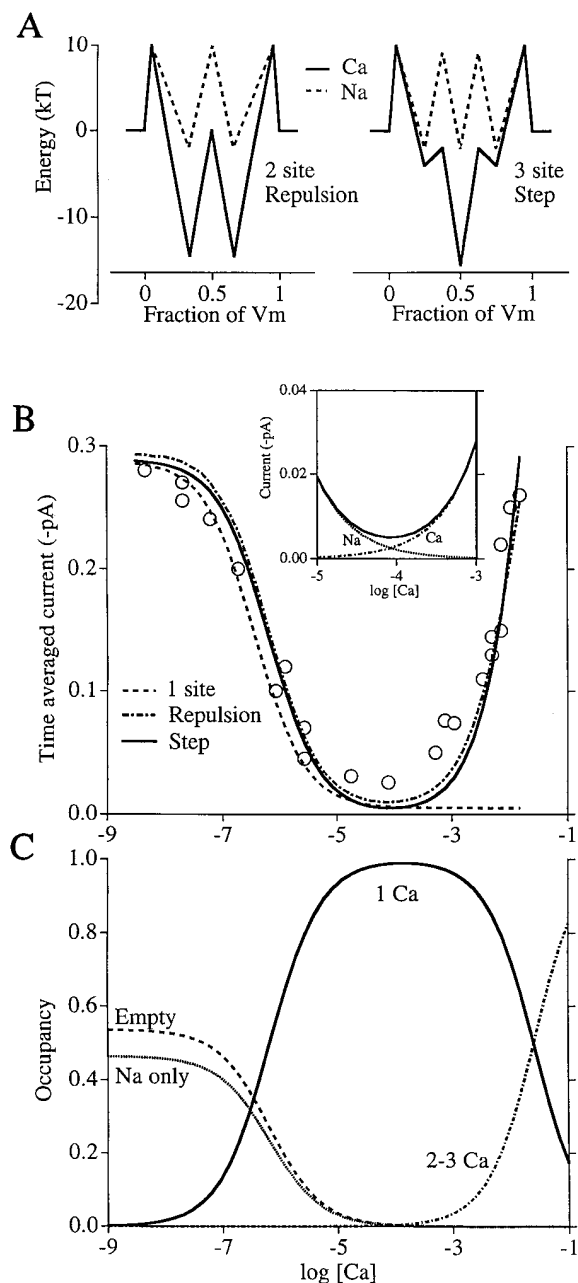 A
Energy (kT)
10
0
-10
-20
Ca
Na
2 site
Repulsion
3 site
Step
0
0.5
1
0
0.5
1
Fraction of Vm
Fraction of Vm
B
Time averaged current (-pA)
0.3
0.2
0.1
0.0
Current (-pA)
0.04
0.02
0.00
Na
Ca
-5
-4
-3
log [Ca]
1 site
Repulsion
Step
-9
-7
-5
-3
-1
C
Occupancy
1.0
0.8
0.6
0.4
0.2
0.0
1 Ca
Empty
Na only
2-3 Ca
-9
-7
-5
-3
-1
log [Ca]